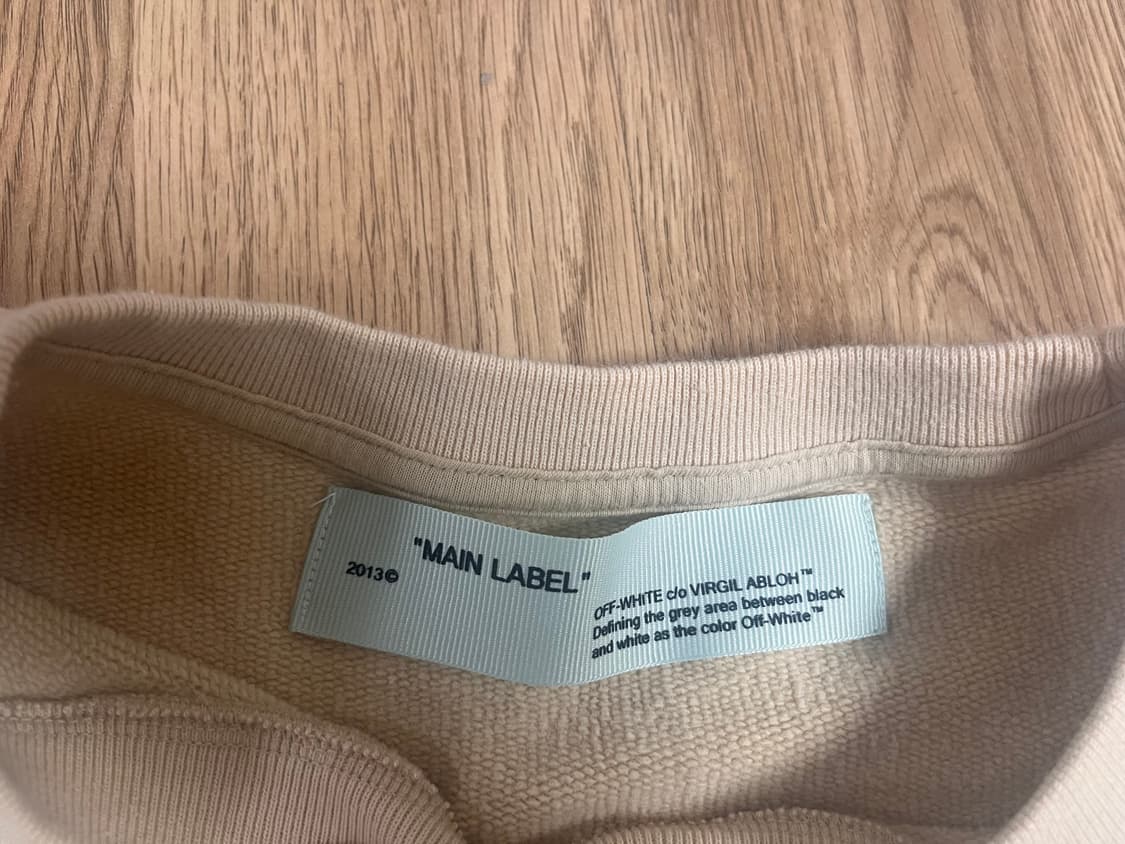 "MAIN LABEL"
2013©
OFF-WHITE c/o VIRGIL ABLOH™
Defining the grey area between black
and white as the color Off-White™